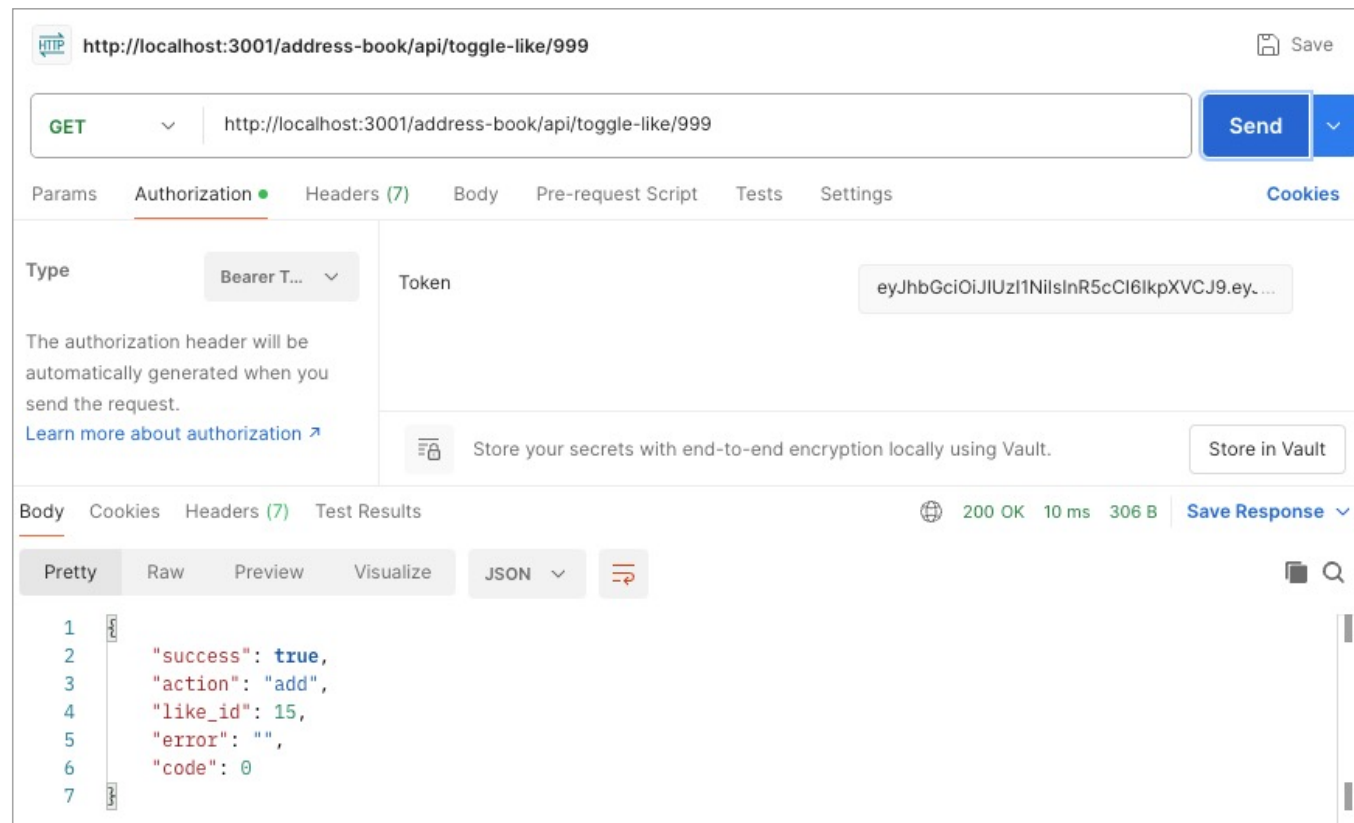 HTTP http://localhost:3001/address-book/api/toggle-like/999 Save
GET http://localhost:3001/address-book/api/toggle-like/999 Send
Params Authorization Headers (7) Body Pre-request Script Tests Settings Cookies
Type Bearer T... Token eyJhbGciOiJIUzI1NiIsInR5cCI6IkpXVCJ9.eyJ...
The authorization header will be
automatically generated when you
send the request.
Learn more about authorization ↗
Store your secrets with end-to-end encryption locally using Vault. Store in Vault
Body Cookies Headers (7) Test Results 200 OK 10 ms 306 B Save Response
Pretty Raw Preview Visualize JSON
1 {
2 "success": true,
3 "action": "add",
4 "like_id": 15,
5 "error": "",
6 "code": 0
7 }